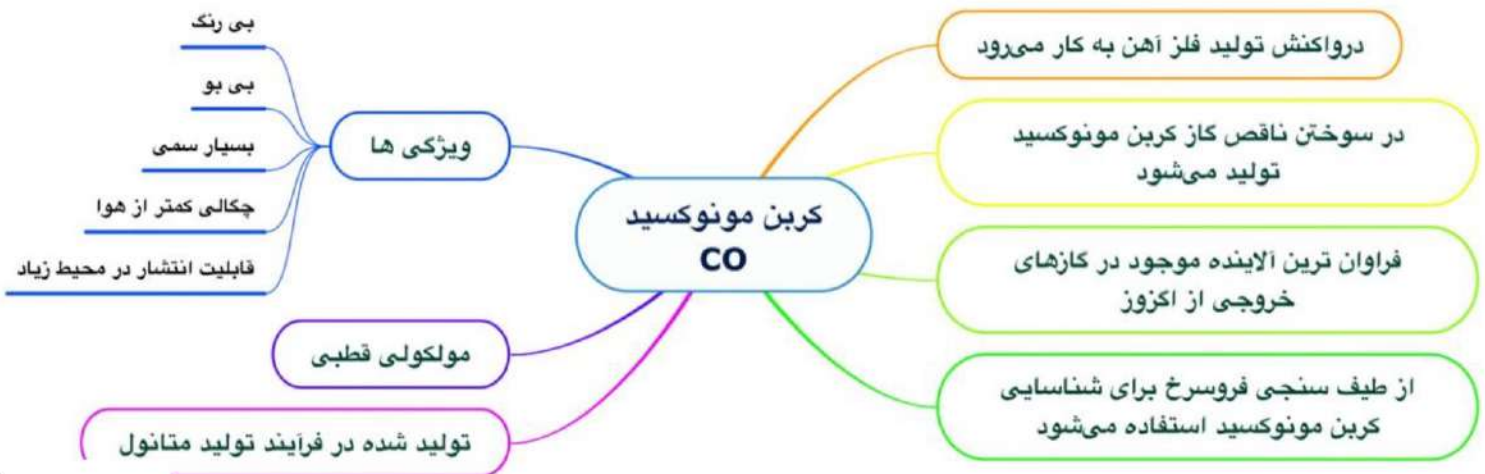 کربن مونوکسید
CO
درواکنش تولید فلز آهن به کار می‌رود
در سوختن ناقص گاز کربن مونوکسید
تولید می‌شود
فراوان ترین آلاینده موجود در گازهای
خروجی از اگزوز
از طیف سنجی فروسرخ برای شناسایی
کربن مونوکسید استفاده می‌شود
ویژگی ها
بی رنگ
بی بو
بسیار سمی
چگالی کمتر از هوا
قابلیت انتشار در محیط زیاد
مولکولی قطبی
تولید شده در فرآیند تولید متانول